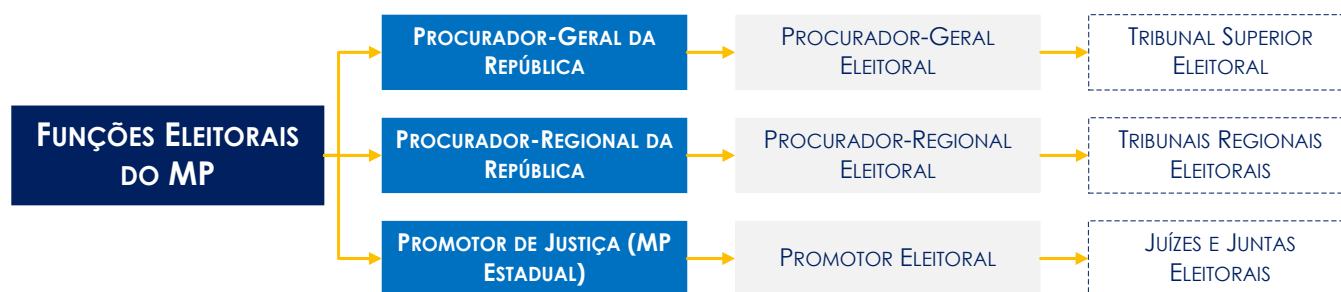 FUNÇÕES ELEITORAIS
DO MP
PROCURADOR-GERAL DA
REPÚBLICA
PROCURADOR-GERAL
ELEITORAL
TRIBUNAL SUPERIOR
ELEITORAL
PROCURADOR-REGIONAL DA
REPÚBLICA
PROCURADOR-REGIONAL
ELEITORAL
TRIBUNAIS REGIONAIS
ELEITORAIS
PROMOTOR DE JUSTIÇA (MP
ESTADUAL)
PROMOTOR ELEITORAL
JUÍZES E JUNTAS
ELEITORAIS